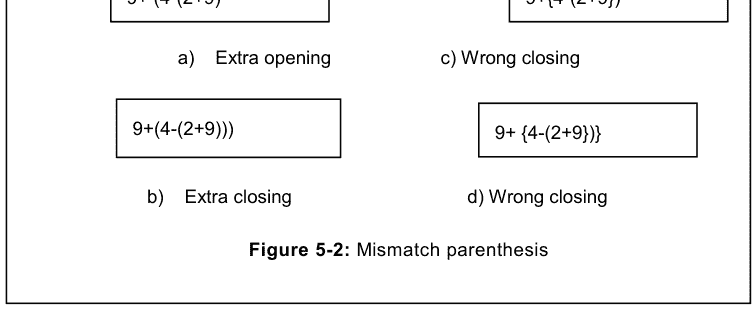 a) Extra opening
c) Wrong closing
9+(4-(2+9)))
9+ {4-(2+9})}
b) Extra closing
d) Wrong closing
Figure 5-2: Mismatch parenthesis